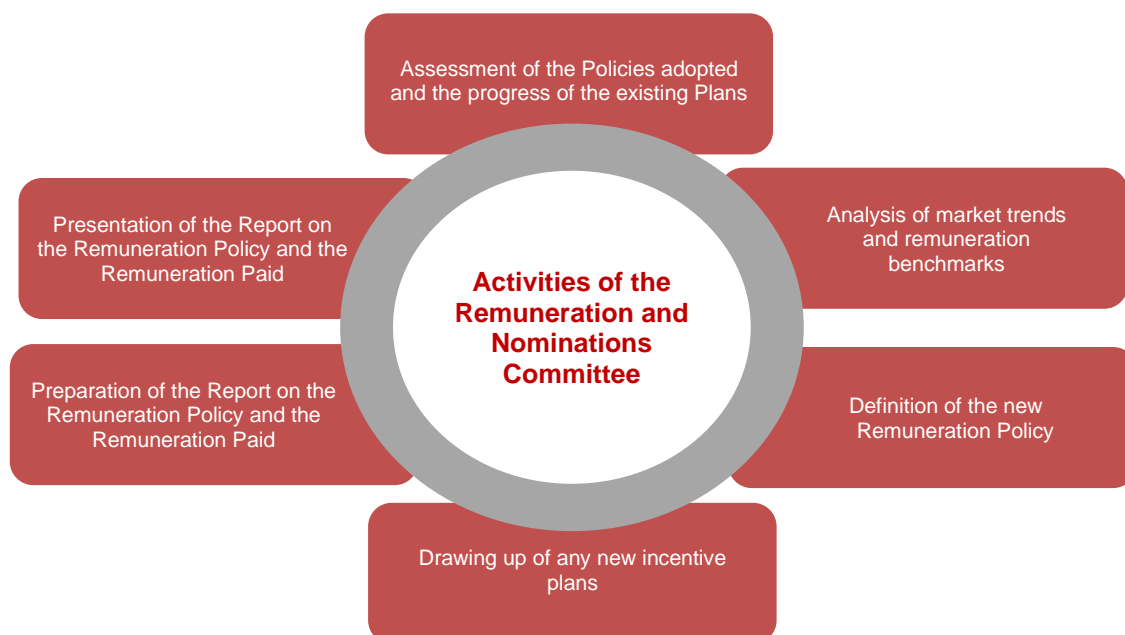 Assessment of the Policies adopted
and the progress of the existing Plans
Analysis of market trends
and remuneration
benchmarks
Definition of the new
Remuneration Policy
Drawing up of any new incentive
plans
Preparation of the Report on the
Remuneration Policy and the
Remuneration Paid
Presentation of the Report on
the Remuneration Policy and the
Remuneration Paid
Activities of the
Remuneration and
Nominations
Committee